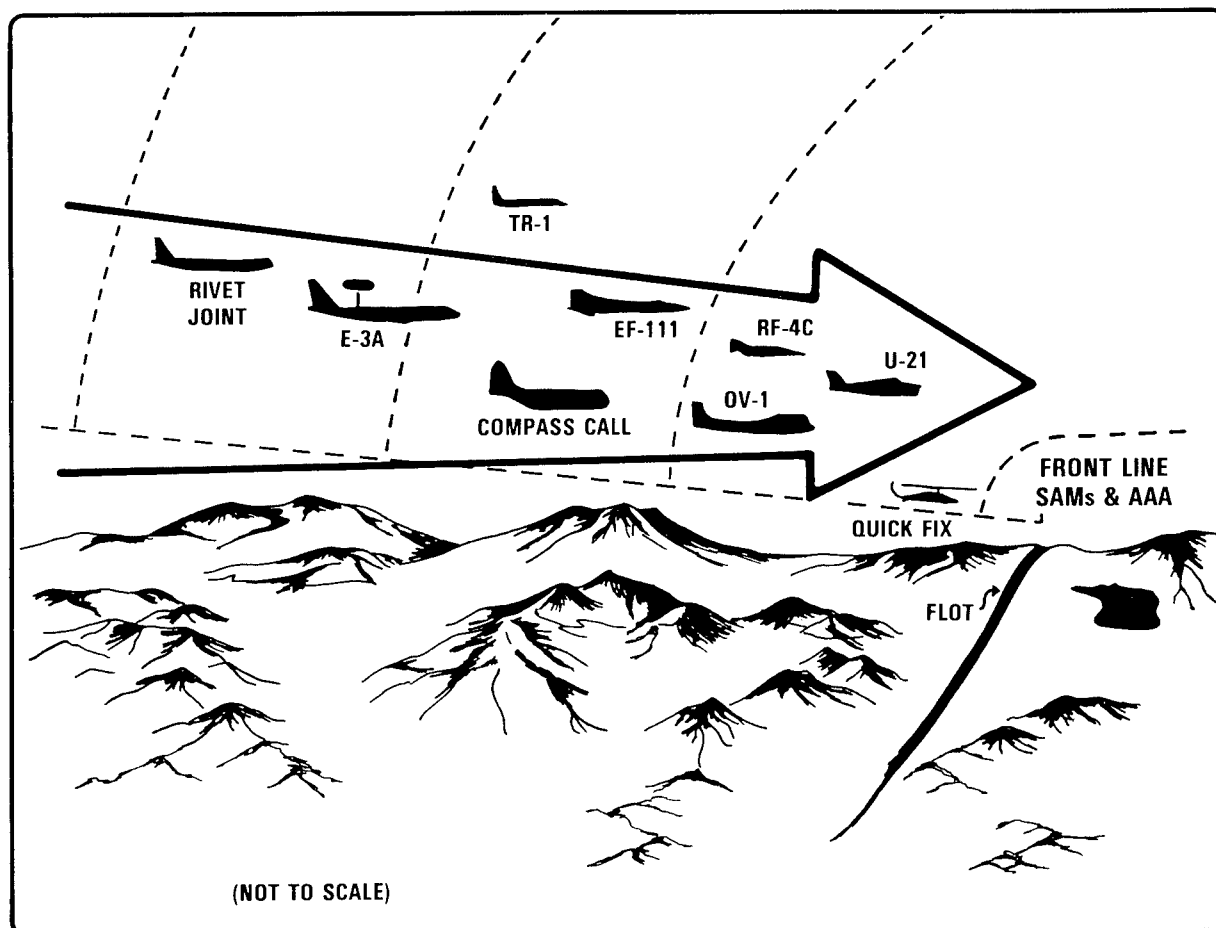 TR-1
RIVET
JOINT
E-3A
EF-111
RF-4C
U-21
COMPASS CALL
OV-1
FRONT LINE
SAMs & AAA
QUICK FIX
FLOT
(NOT TO SCALE)